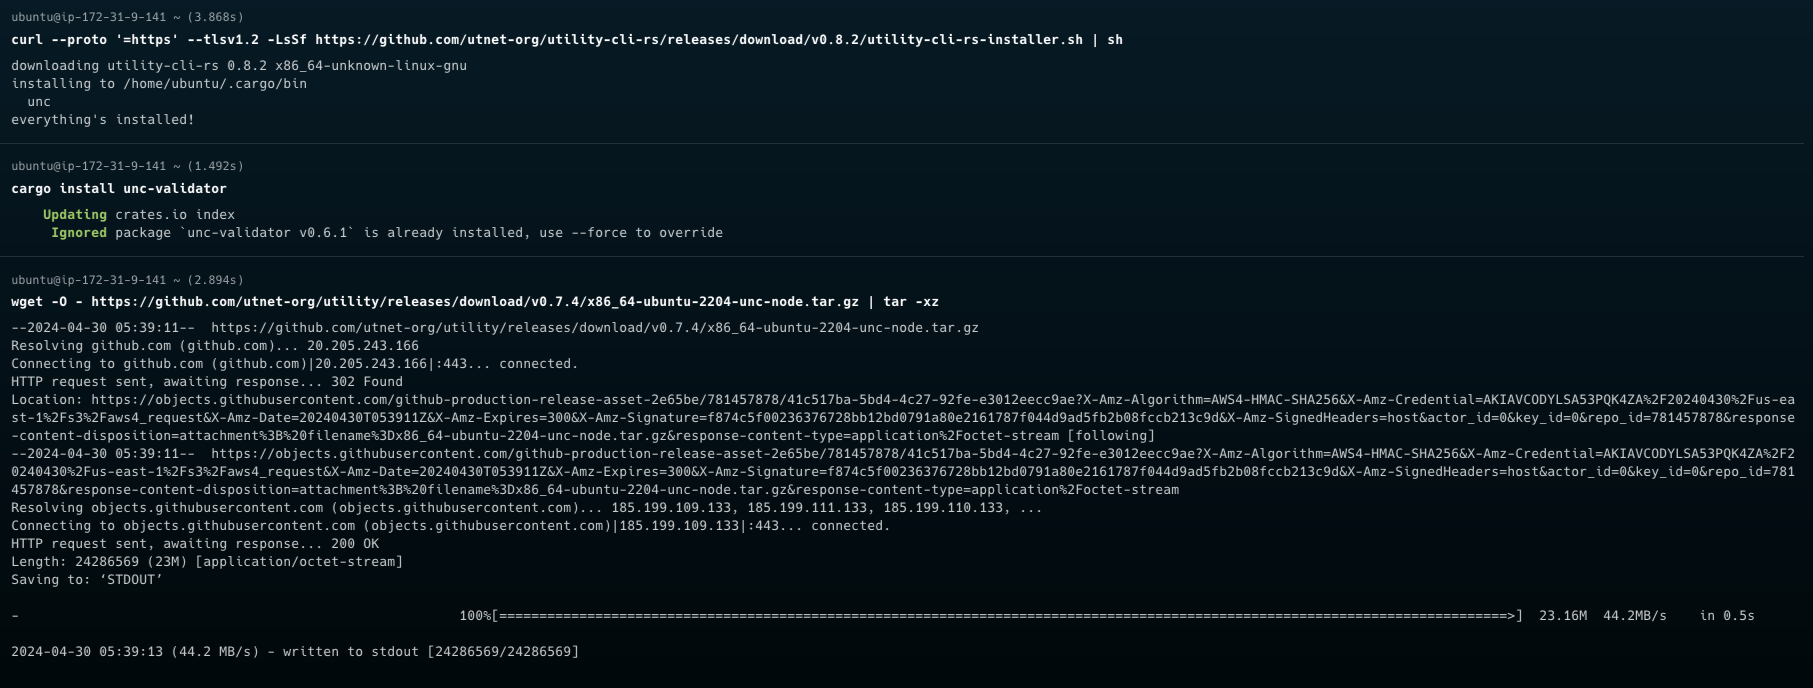 ubuntu@ip-172-31-9-141 ~ (3.868s)
curl --proto '=https' --tlsv1.2 -LsSf https://github.com/utnet-org/utility-cli-rs/releases/download/v0.8.2/utility-cli-rs-installer.sh | sh
downloading utility-cli-rs 0.8.2 x86_64-unknown-linux-gnu
installing to /home/ubuntu/.cargo/bin
  unc
everything's installed!
ubuntu@ip-172-31-9-141 ~ (1.492s)
cargo install unc-validator
    Updating crates.io index
     Ignored package `unc-validator v0.6.1` is already installed, use --force to override
ubuntu@ip-172-31-9-141 ~ (2.894s)
wget -O - https://github.com/utnet-org/utility/releases/download/v0.7.4/x86_64-ubuntu-2204-unc-node.tar.gz | tar -xz
--2024-04-30 05:39:11--  https://github.com/utnet-org/utility/releases/download/v0.7.4/x86_64-ubuntu-2204-unc-node.tar.gz
Resolving github.com (github.com)... 20.205.243.166
Connecting to github.com (github.com)|20.205.243.166|:443... connected.
HTTP request sent, awaiting response... 302 Found
Location: https://objects.githubusercontent.com/github-production-release-asset-2e65be/781457878/41c517ba-5bd4-4c27-92fe-e3012eecc9ae?X-Amz-Algorithm=AWS4-HMAC-SHA256&X-Amz-Credential=AKIAVCODYLSA53PQK4ZA%2F20240430%2Fus-ea
st-1%2Fs3%2Faws4_request&X-Amz-Date=20240430T053911Z&X-Amz-Expires=300&X-Amz-Signature=f874c5f00236376728bb12bd0791a80e2161787f044d9ad5fb2b08fccb213c9d&X-Amz-SignedHeaders=host&actor_id=0&key_id=0&repo_id=781457878&response
-content-disposition=attachment%3B%20filename%3Dx86_64-ubuntu-2204-unc-node.tar.gz&response-content-type=application%2Foctet-stream [following]
--2024-04-30 05:39:11--  https://objects.githubusercontent.com/github-production-release-asset-2e65be/781457878/41c517ba-5bd4-4c27-92fe-e3012eecc9ae?X-Amz-Algorithm=AWS4-HMAC-SHA256&X-Amz-Credential=AKIAVCODYLSA53PQK4ZA%2F2
0240430%2Fus-east-1%2Fs3%2Faws4_request&X-Amz-Date=20240430T053911Z&X-Amz-Expires=300&X-Amz-Signature=f874c5f00236376728bb12bd0791a80e2161787f044d9ad5fb2b08fccb213c9d&X-Amz-SignedHeaders=host&actor_id=0&key_id=0&repo_id=781
457878&response-content-disposition=attachment%3B%20filename%3Dx86_64-ubuntu-2204-unc-node.tar.gz&response-content-type=application%2Foctet-stream
Resolving objects.githubusercontent.com (objects.githubusercontent.com)... 185.199.109.133, 185.199.111.133, 185.199.110.133, ...
Connecting to objects.githubusercontent.com (objects.githubusercontent.com)|185.199.109.133|:443... connected.
HTTP request sent, awaiting response... 200 OK
Length: 24286569 (23M) [application/octet-stream]
Saving to: ‘STDOUT’
-                                                       100%[==============================================================================================================================>]  23.16M  44.2MB/s    in 0.5s
2024-04-30 05:39:13 (44.2 MB/s) - written to stdout [24286569/24286569]